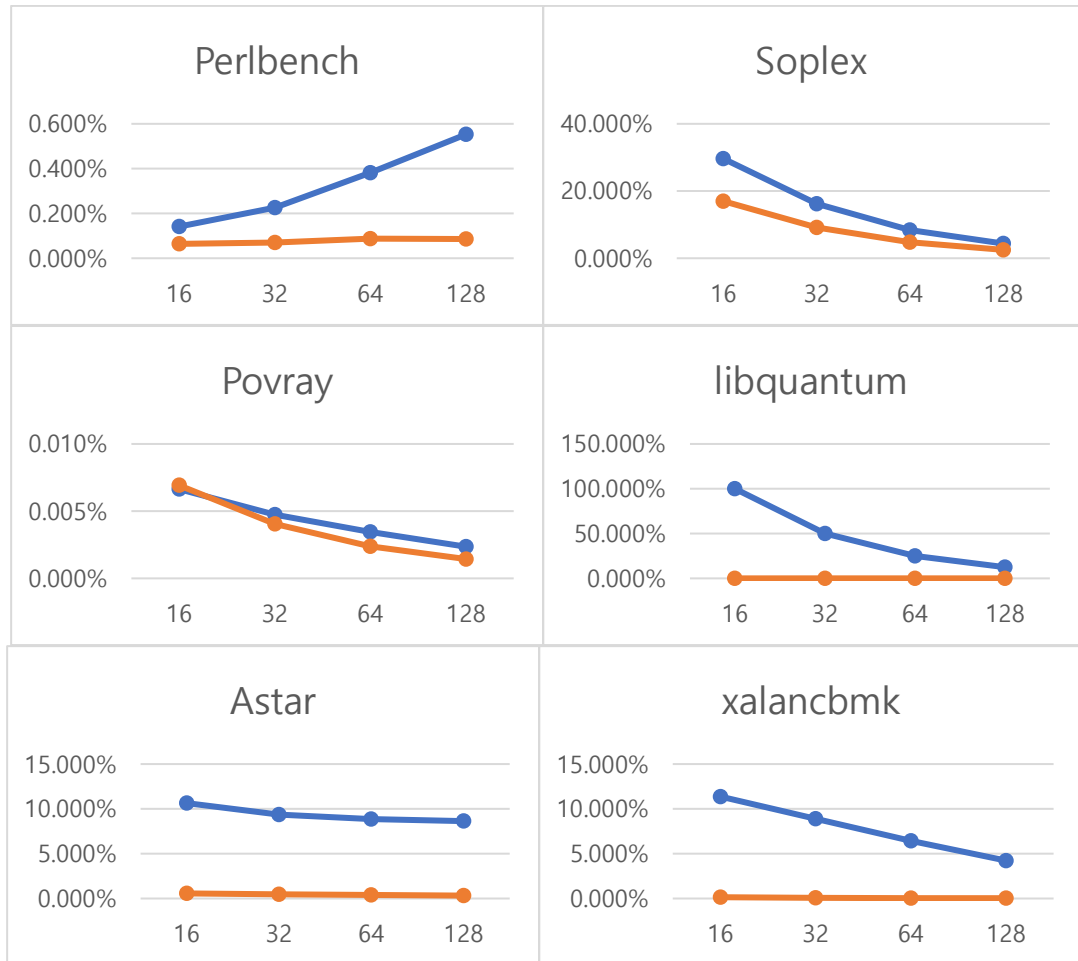 Perlbench
0.600%
0.400%
0.200%
0.000%
16 32 64 128
Soplex
40.000%
20.000%
0.000%
16 32 64 128
Povray
0.010%
0.005%
0.000%
16 32 64 128
libquantum
150.000%
100.000%
50.000%
0.000%
16 32 64 128
Astar
15.000%
10.000%
5.000%
0.000%
16 32 64 128
xalancbmk
15.000%
10.000%
5.000%
0.000%
16 32 64 128